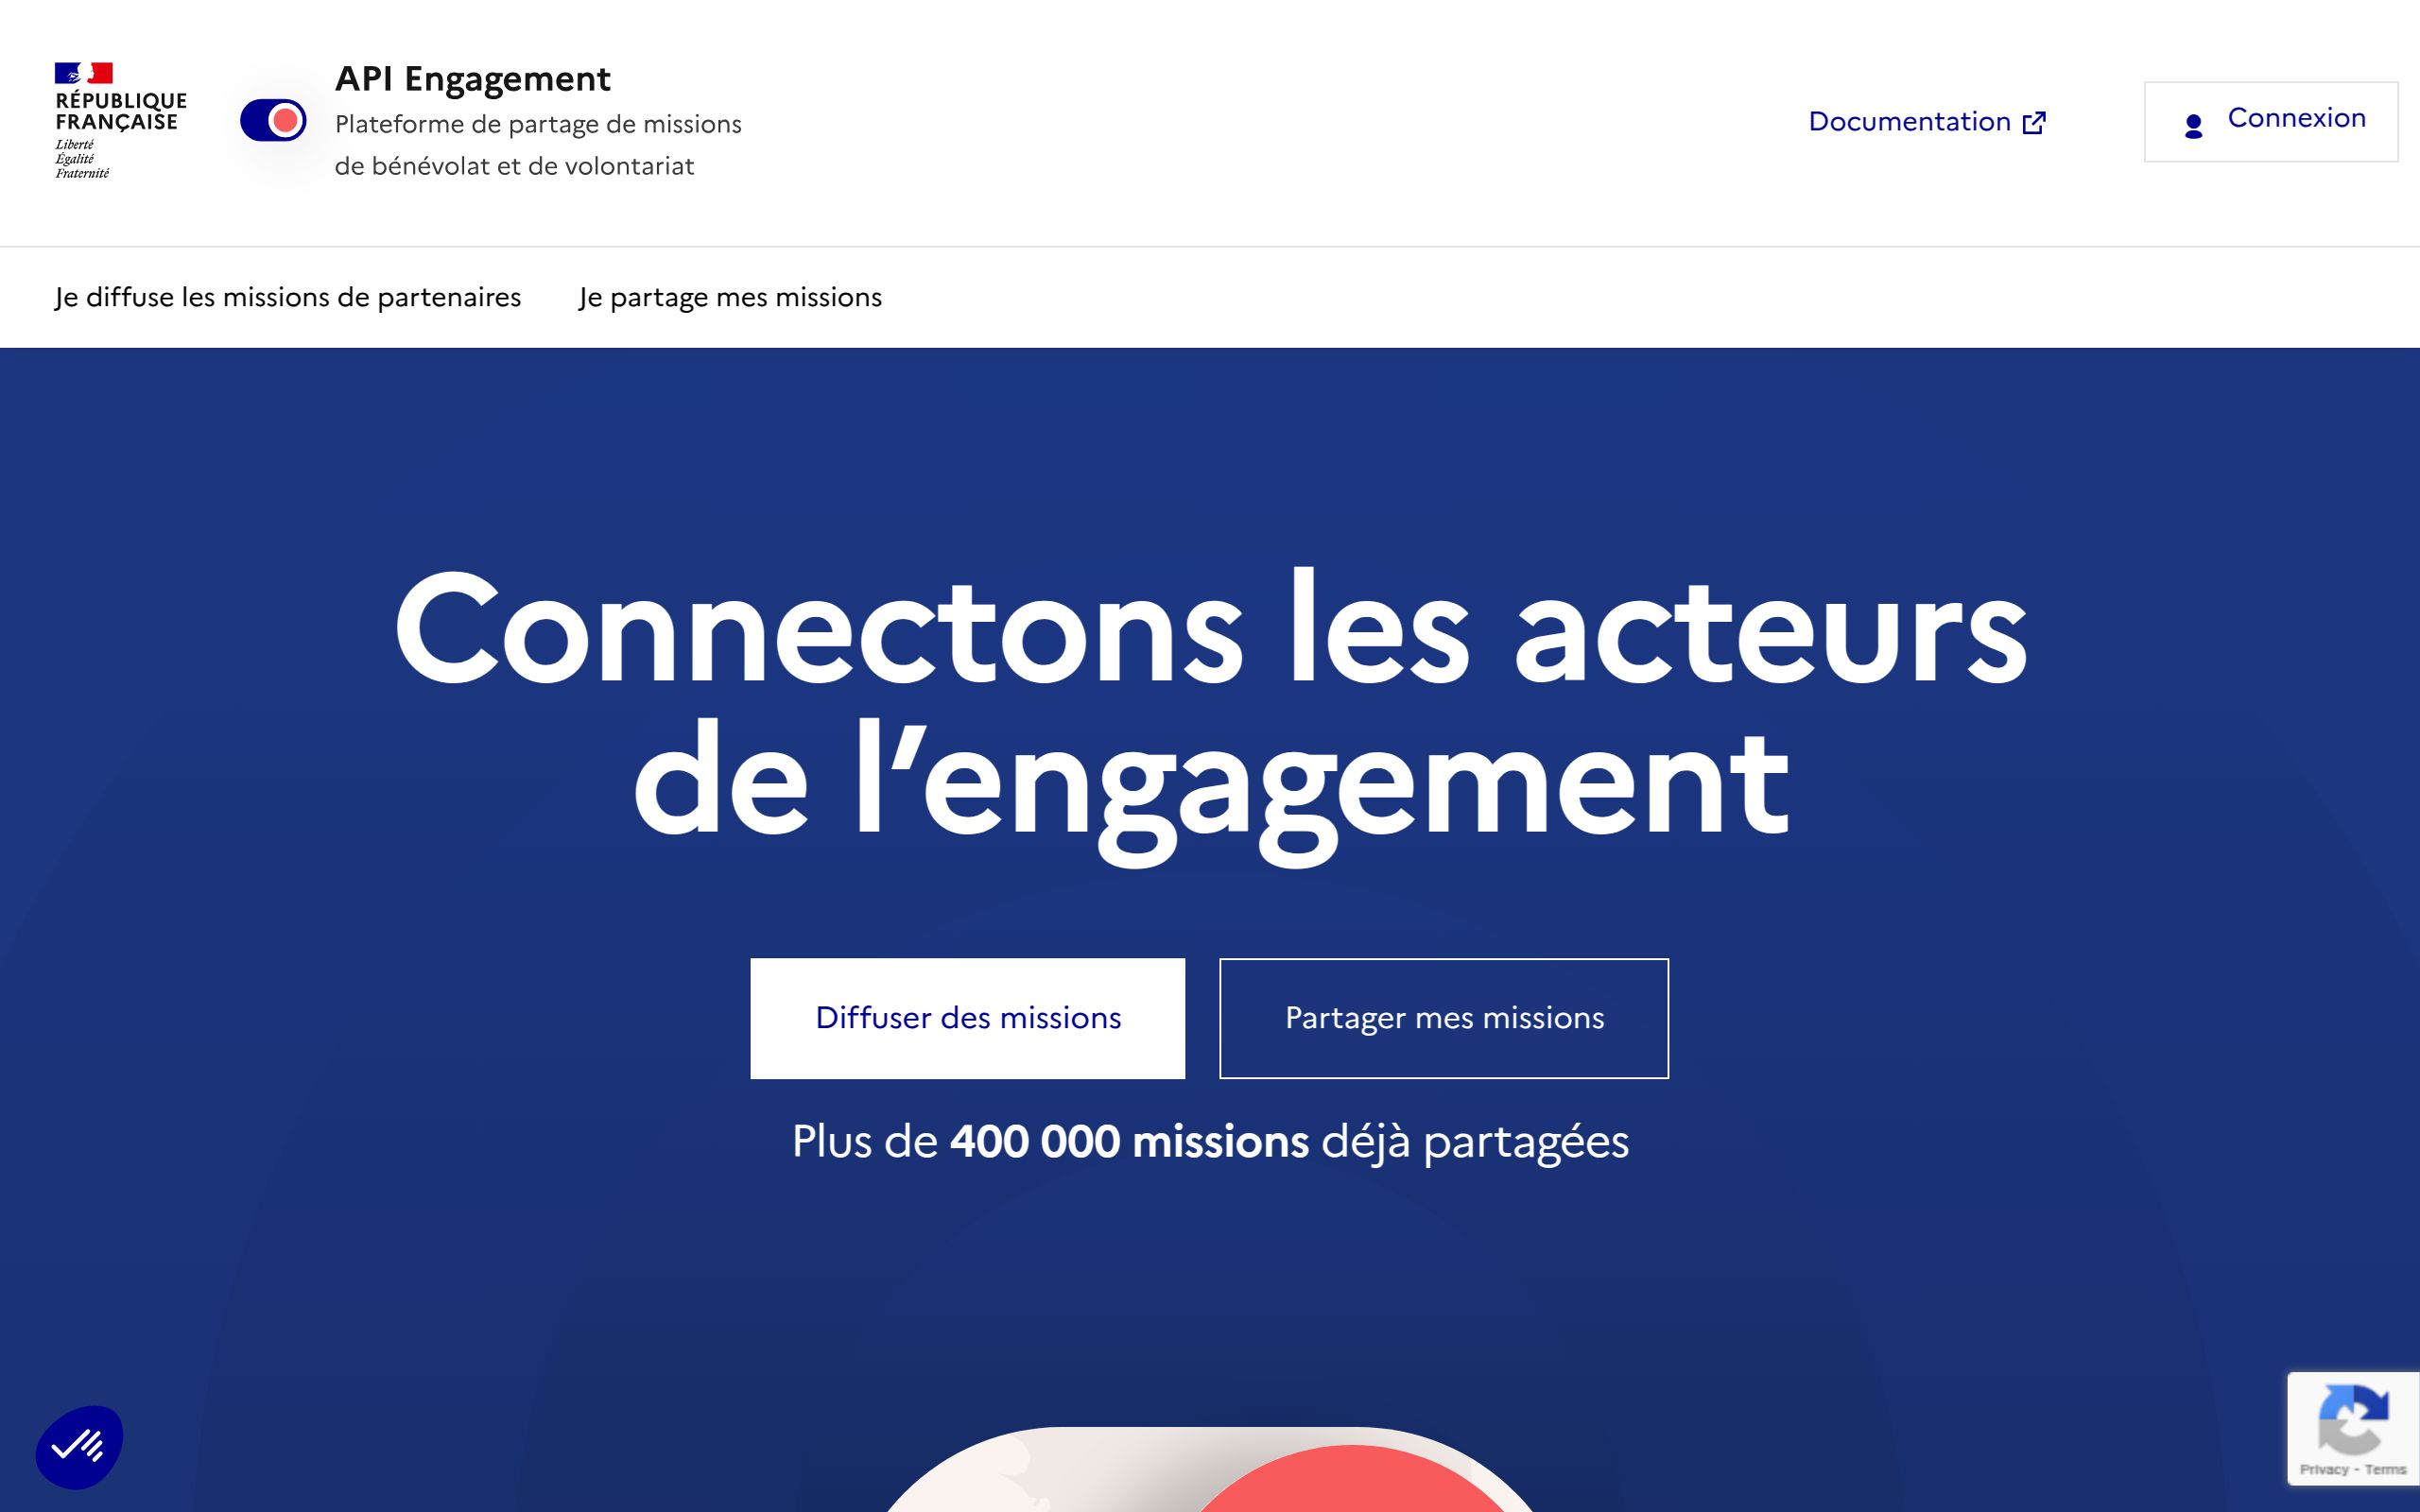 RÉPUBLIQUE
FRANÇAISE
Liberté
Égalité
Fraternité
API Engagement
Plateforme de partage de missions
de bénévolat et de volontariat
Documentation
Connexion
Je diffuse les missions de partenaires
Je partage mes missions
Connectons les acteurs
de l’engagement
Diffuser des missions
Partager mes missions
Plus de 400 000 missions déjà partagées
Privacy - Terms